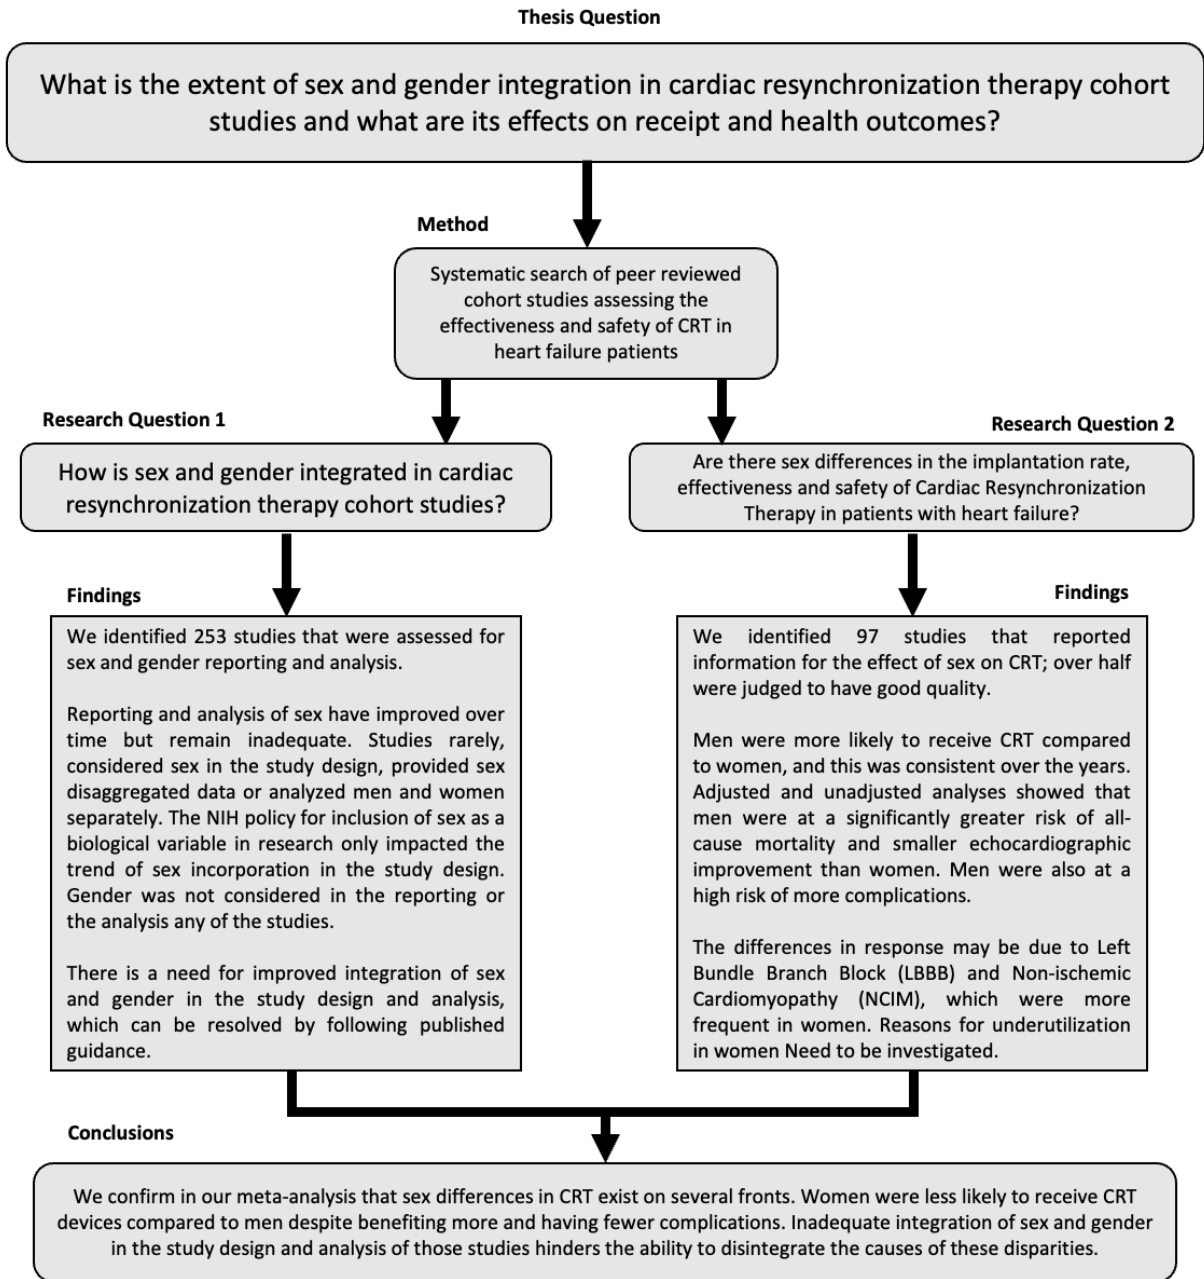 Thesis Question
What is the extent of sex and gender integration in cardiac resynchronization therapy cohort
studies and what are its effects on receipt and health outcomes?
Method
Systematic search of peer reviewed
cohort studies assessing the
effectiveness and safety of CRT in
heart failure patients
Research Question 1
How is sex and gender integrated in cardiac
resynchronization therapy cohort studies?
Findings
We identified 253 studies that were assessed for
sex and gender reporting and analysis.
Reporting and analysis of sex have improved over
time but remain inadequate. Studies rarely,
considered sex in the study design, provided sex
disaggregated data or analyzed men and women
separately. The NIH policy for inclusion of sex as a
biological variable in research only impacted the
trend of sex incorporation in the study design.
Gender was not considered in the reporting or
the analysis any of the studies.
There is a need for improved integration of sex
and gender in the study design and analysis,
which can be resolved by following published
guidance.
Research Question 2
Are there sex differences in the implantation rate,
effectiveness and safety of Cardiac Resynchronization
Therapy in patients with heart failure?
Findings
We identified 97 studies that reported
information for the effect of sex on CRT; over half
were judged to have good quality.
Men were more likely to receive CRT compared
to women, and this was consistent over the years.
Adjusted and unadjusted analyses showed that
men were at a significantly greater risk of all-
cause mortality and smaller echocardiographic
improvement than women. Men were also at a
high risk of more complications.
The differences in response may be due to Left
Bundle Branch Block (LBBB) and Non-ischemic
Cardiomyopathy (NCIM), which were more
frequent in women. Reasons for underutilization
in women Need to be investigated.
Conclusions
We confirm in our meta-analysis that sex differences in CRT exist on several fronts. Women were less likely to receive CRT
devices compared to men despite benefiting more and having fewer complications. Inadequate integration of sex and gender
in the study design and analysis of those studies hinders the ability to disintegrate the causes of these disparities.